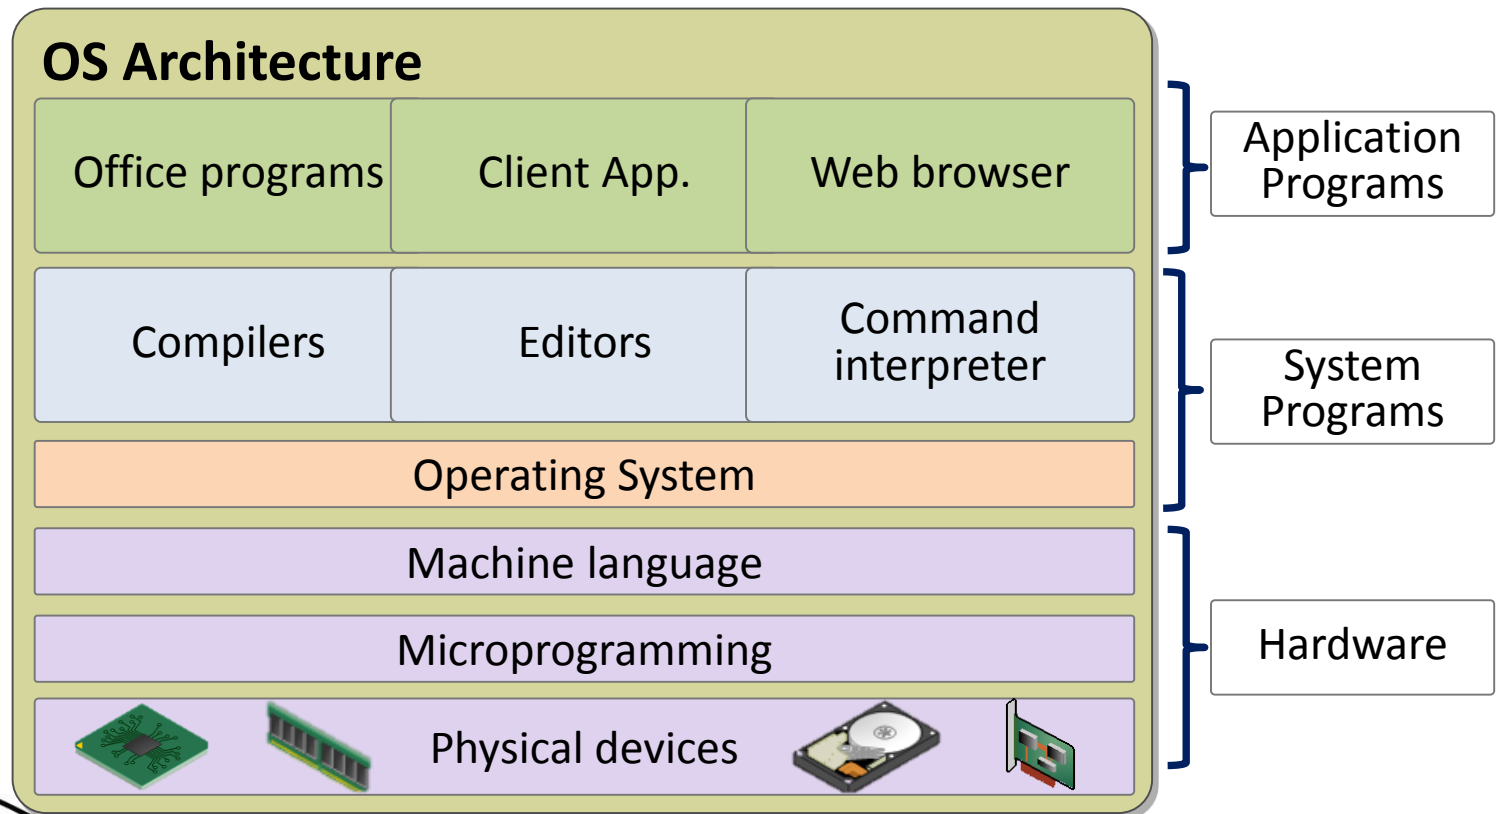 OS Architecture
Office programs
Client App.
Web browser
Application
Programs
Compilers
Editors
Command
interpreter
System
Programs
Operating System
Machine language
Microprogramming
Hardware
Physical devices